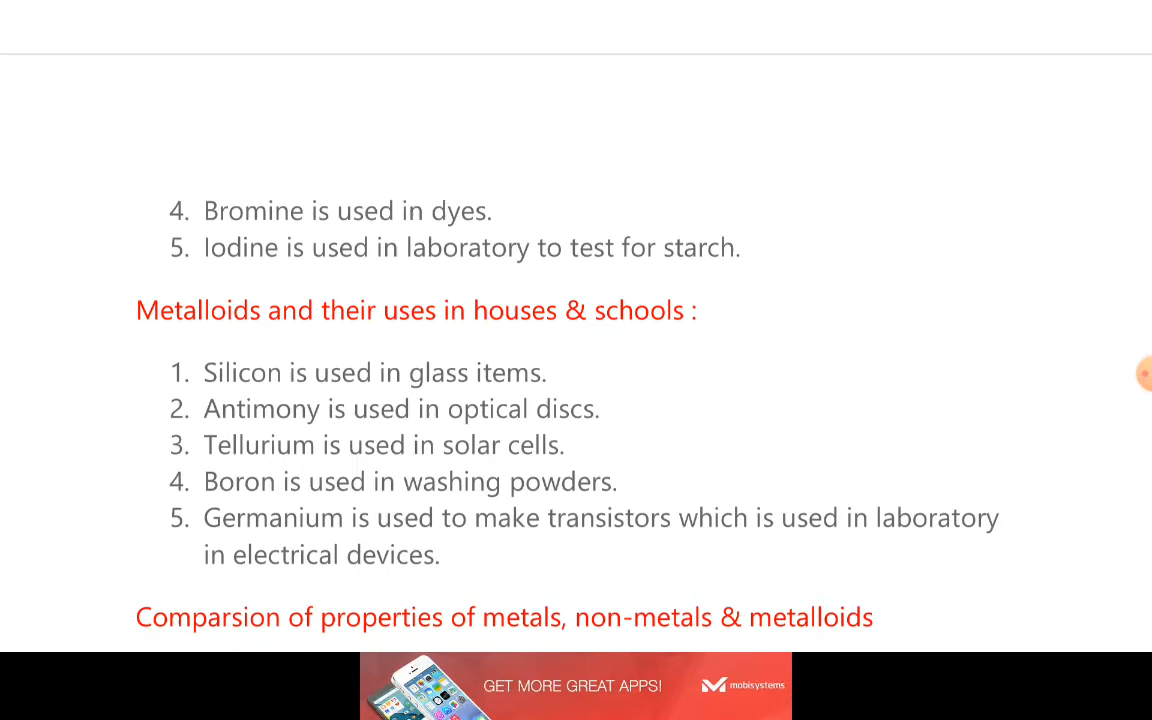 4. Bromine is used in dyes.
5. Iodine is used in laboratory to test for starch.
Metalloids and their uses in houses & schools :
1. Silicon is used in glass items.
2. Antimony is used in optical discs.
3. Tellurium is used in solar cells.
4. Boron is used in washing powders.
5. Germanium is used to make transistors which is used in laboratory
in electrical devices.
Comparsion of properties of metals, non-metals & metalloids
GET MORE GREAT APPS! mobisystems